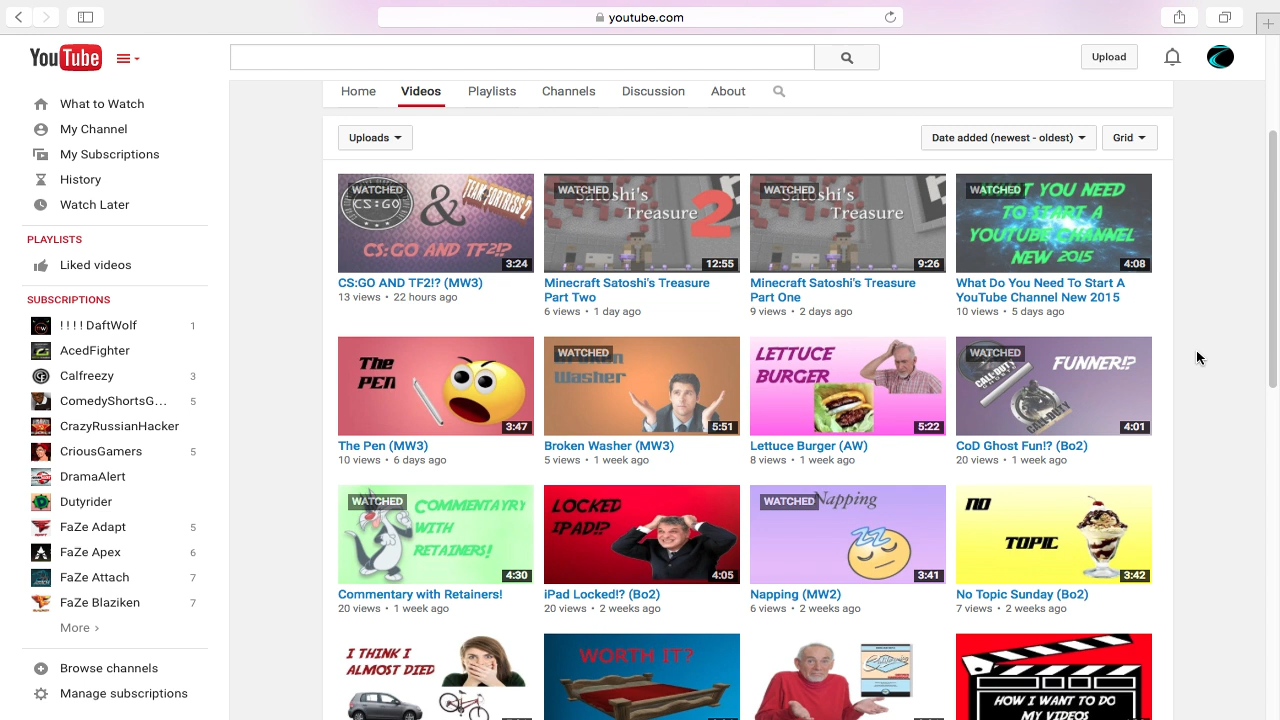 youtube.com
YouTube
Upload
Home Videos Playlists Channels Discussion About
What to Watch
My Channel
My Subscriptions
History
Watch Later
PLAYLISTS
Liked videos
SUBSCRIPTIONS
! ! ! ! DaftWolf 1
AcedFighter
Calfreezy 3
ComedyShortsG... 5
CrazyRussianHacker
CriousGamers 5
DramaAlert
Dutyrider
FaZe Adapt 5
FaZe Apex 6
FaZe Attach 7
FaZe Blaziken 7
More ›
Browse channels
Manage subscriptions
Uploads
Date added (newest - oldest)
Grid
WATCHED
CS:GO & TEAM FORTRESS 2
CS:GO AND TF2!?
3:24
CS:GO AND TF2!? (MW3)
13 views • 22 hours ago
WATCHED
Satoshi's
Treasure 2
12:55
Minecraft Satoshi's Treasure
Part Two
6 views • 1 day ago
WATCHED
Satoshi's
Treasure
9:26
Minecraft Satoshi's Treasure
Part One
9 views • 2 days ago
WATCHED
WHAT YOU NEED
TO START A
YOUTUBE CHANNEL
NEW 2015
4:08
What Do You Need To Start A
YouTube Channel New 2015
10 views • 5 days ago
The
PEN
3:47
The Pen (MW3)
10 views • 6 days ago
WATCHED
Broken
Washer
5:51
Broken Washer (MW3)
5 views • 1 week ago
LETTUCE
BURGER
5:22
Lettuce Burger (AW)
8 views • 1 week ago
WATCHED
FUNNER!?
CALL OF DUTY
CALL OF DUTY
4:01
CoD Ghost Fun!? (Bo2)
20 views • 1 week ago
WATCHED
COMMENTAYRY
WITH
RETAINERS!
4:30
Commentary with Retainers!
20 views • 1 week ago
LOCKED
IPAD!?
4:05
iPad Locked!? (Bo2)
20 views • 2 weeks ago
WATCHED
Napping
3:41
Napping (MW2)
6 views • 2 weeks ago
NO
TOPIC
3:42
No Topic Sunday (Bo2)
7 views • 2 weeks ago
I THINK I
ALMOST DIED
WORTH IT?
HOW I WANT TO DO
MY VIDEOS